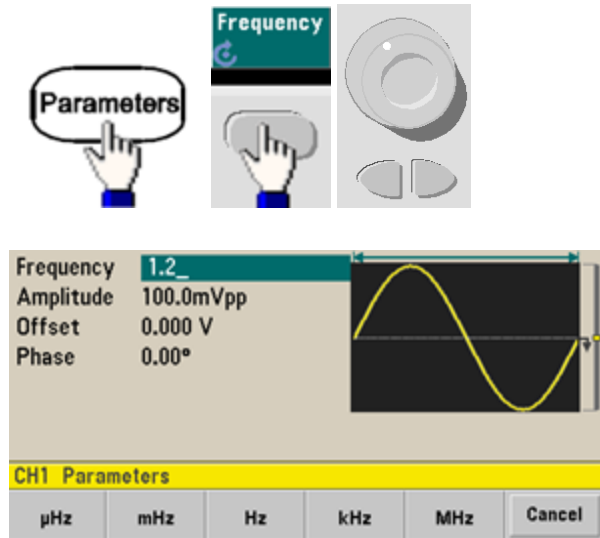 Parameters
Frequency
Frequency 1.2_
Amplitude 100.0mVpp
Offset 0.000 V
Phase 0.00°
CH1 Parameters
µHz mHz Hz kHz MHz Cancel